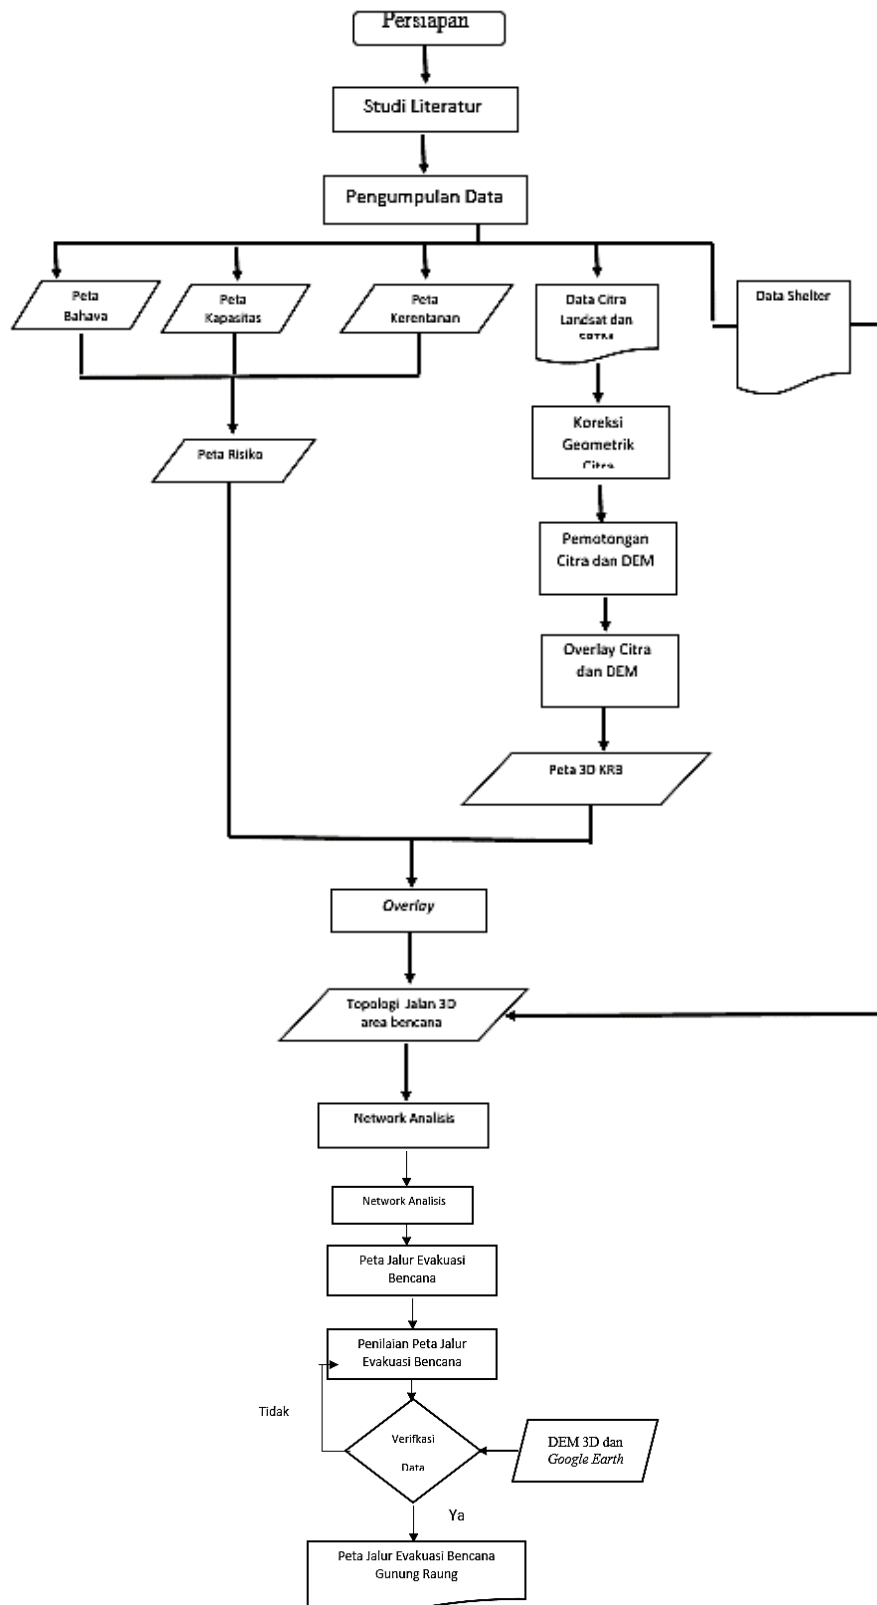 Persiapan
Studi Literatur
Pengumpulan Data
Peta
Bahava
Peta
Kapasitas
Peta
Kerentanan
Data Citra
Landsat dan
Data Shelter
Koreksi
Geometrik
Citra
Peta Risiko
Pemotongan
Citra dan DEM
Overlay Citra
dan DEM
Peta 3D KRB
Overlay
Topologi Jalan 3D
area bencana
Network Analisis
Network Analisis
Peta Jalur Evakuasi
Bencana
Penilaian Peta Jalur
Evakuasi Bencana
Tidak
Verifkasi
Data
DEM 3D dan
Google Earth
Ya
Peta Jalur Evakuasi Bencana
Gunung Raung